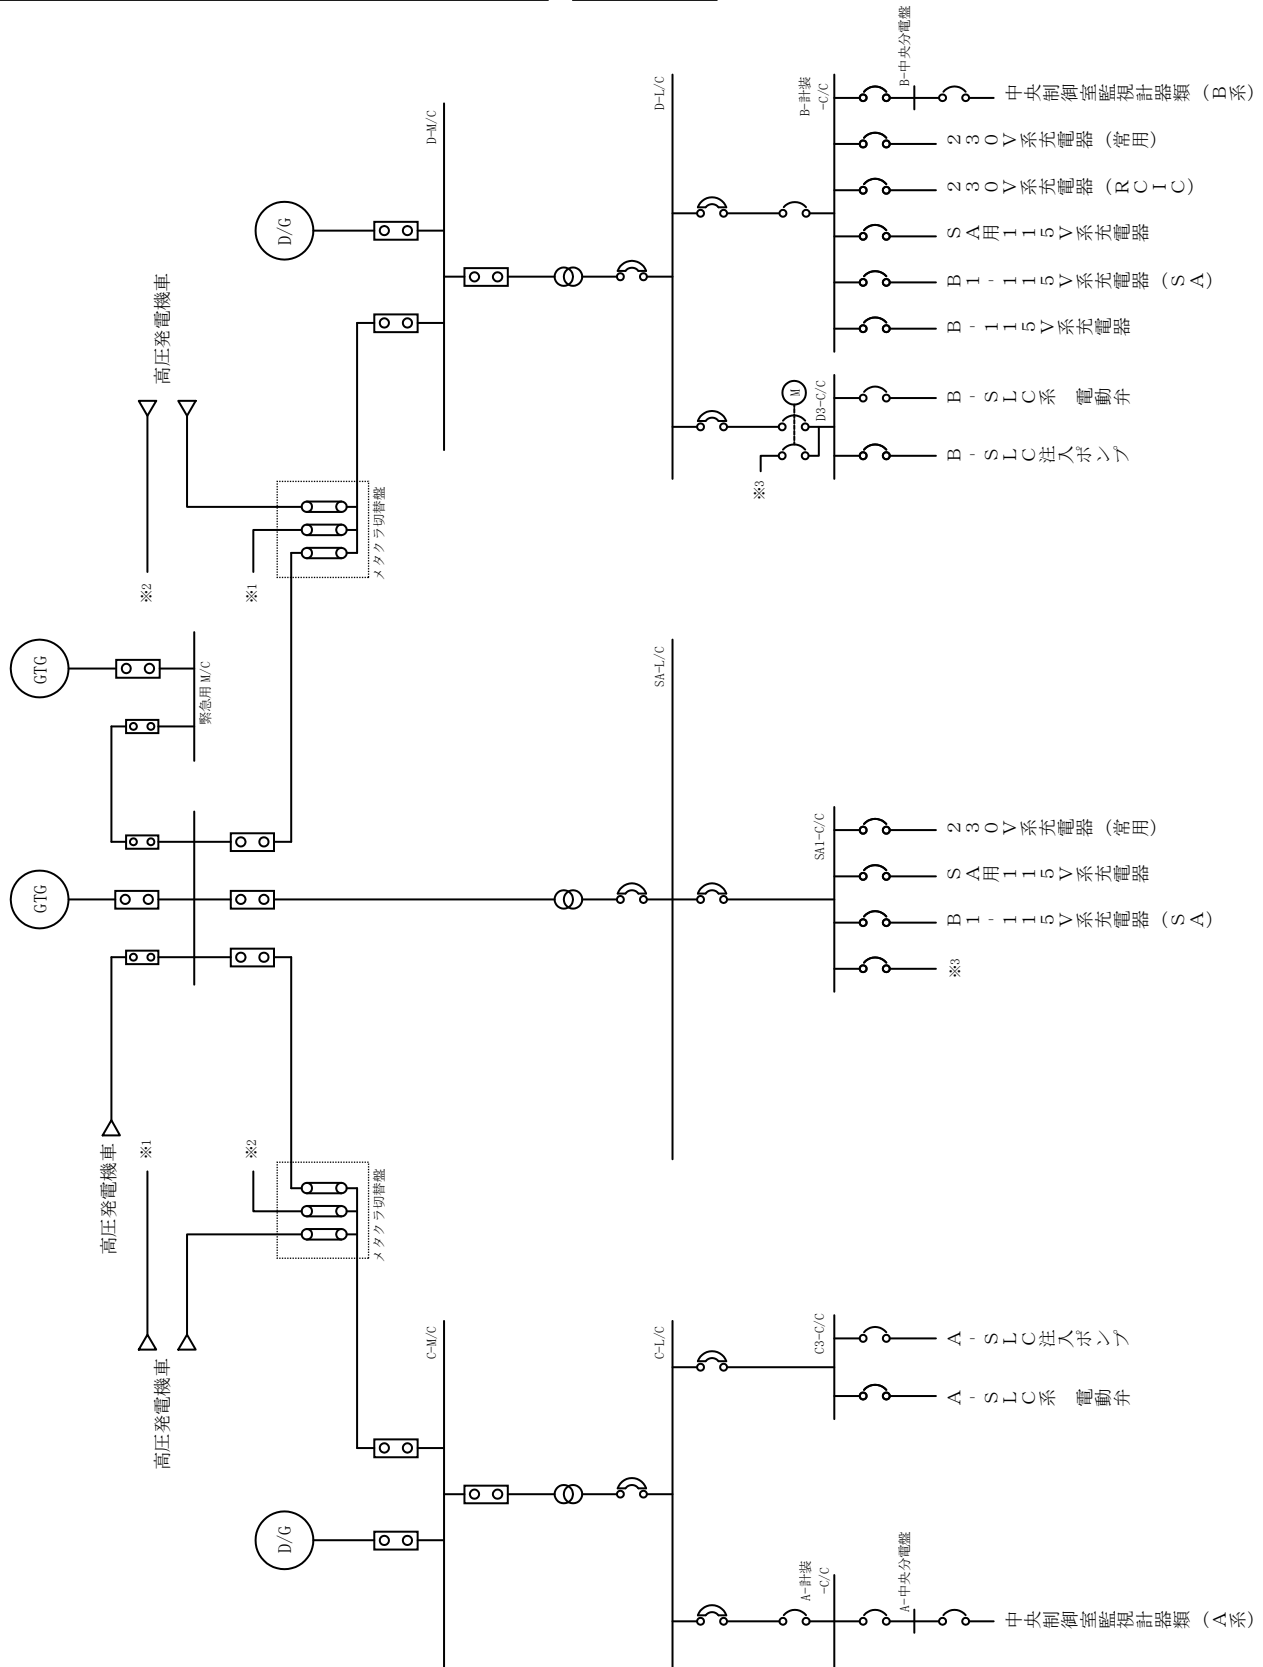 GTG
GTG
緊急用 M/C
高圧発電機車
※1
※2
高圧発電機車
メタクラ切替盤
D/G
C-M/C
高圧発電機車
※2
※1
メタクラ切替盤
D/G
D-M/C
C-L/C
SA-L/C
D-L/C
A-計装
-C/C
A-中央分電盤
中央制御室監視計器類（A系）
C3-C/C
A-SLC系 電動弁
A-SLC注入ポンプ
SA1-C/C
※3
B1-115V系充電器（SA）
SA用115V系充電器
230V系充電器（常用）
※3
M
D3-C/C
B-SLC注入ポンプ
B-SLC系 電動弁
B-計装
-C/C
B-115V系充電器
B1-115V系充電器（SA）
SA用115V系充電器
230V系充電器（RCIC）
230V系充電器（常用）
B-中央分電盤
中央制御室監視計器類（B系）